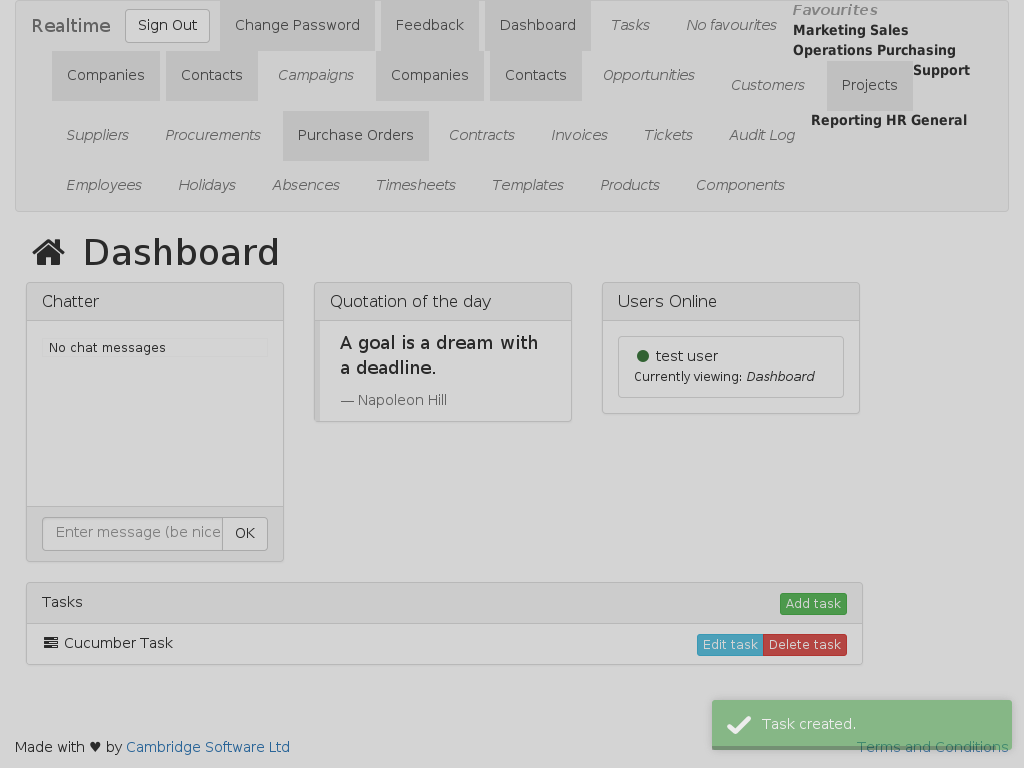 Realtime Sign Out Change Password Feedback Dashboard Tasks No favourites Favourites
Marketing Sales
Operations Purchasing
Support
Companies Contacts Campaigns Companies Contacts Opportunities Customers Projects
Reporting HR General
Suppliers Procurements Purchase Orders Contracts Invoices Tickets Audit Log
Employees Holidays Absences Timesheets Templates Products Components
Dashboard
Chatter
No chat messages
Enter message (be nice OK
Quotation of the day
A goal is a dream with
a deadline.
— Napoleon Hill
Users Online
test user
Currently viewing: Dashboard
Tasks Add task
Cucumber Task Edit task Delete task
Task created.
Made with ♥ by Cambridge Software Ltd Terms and Conditions